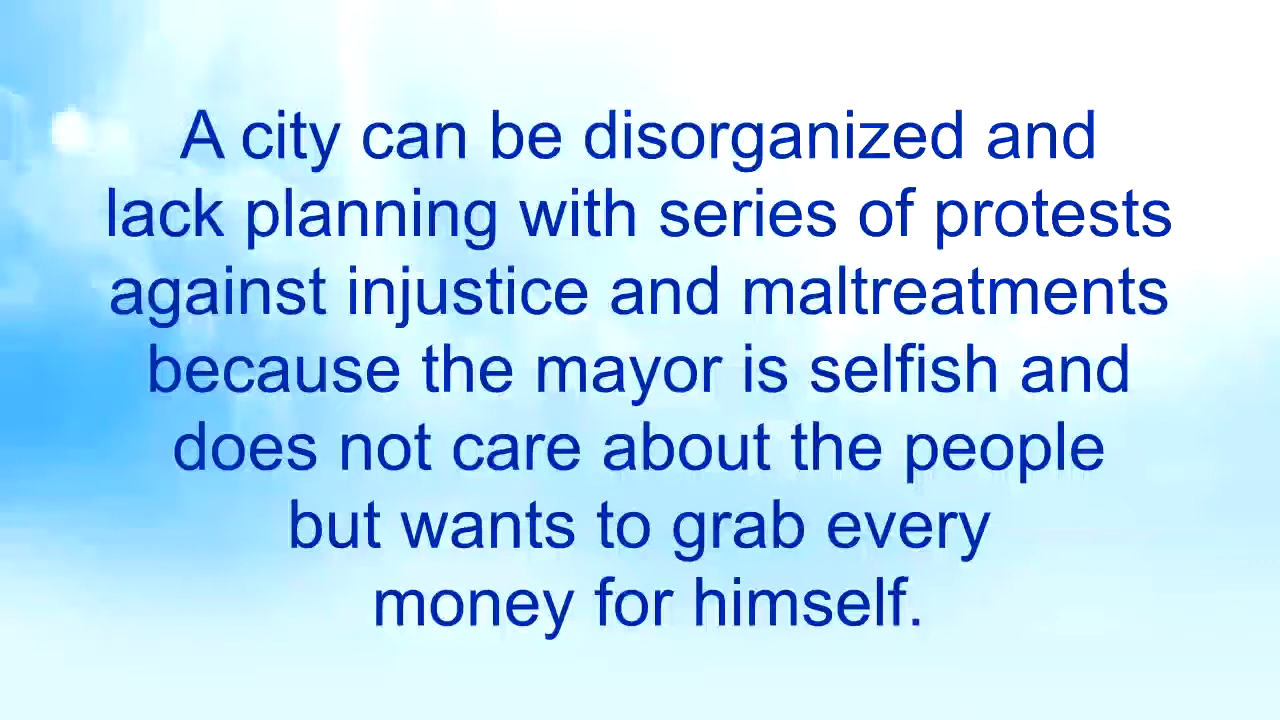 A city can be disorganized and
lack planning with series of protests
against injustice and maltreatments
because the mayor is selfish and
does not care about the people
but wants to grab every
money for himself.